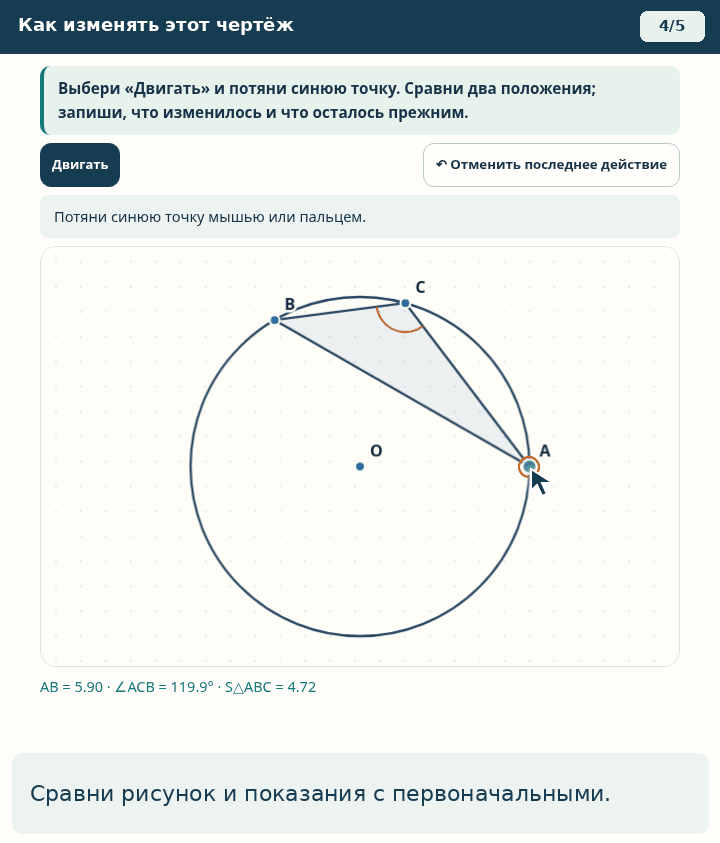 Как изменять этот чертёж
4/5
Выбери «Двигать» и потяни синюю точку. Сравни два положения;
запиши, что изменилось и что осталось прежним.
Двигать
↶ Отменить последнее действие
Потяни синюю точку мышью или пальцем.
C
B
O
A
AB = 5.90 · ∠ACB = 119.9° · S△ABC = 4.72
Сравни рисунок и показания с первоначальными.